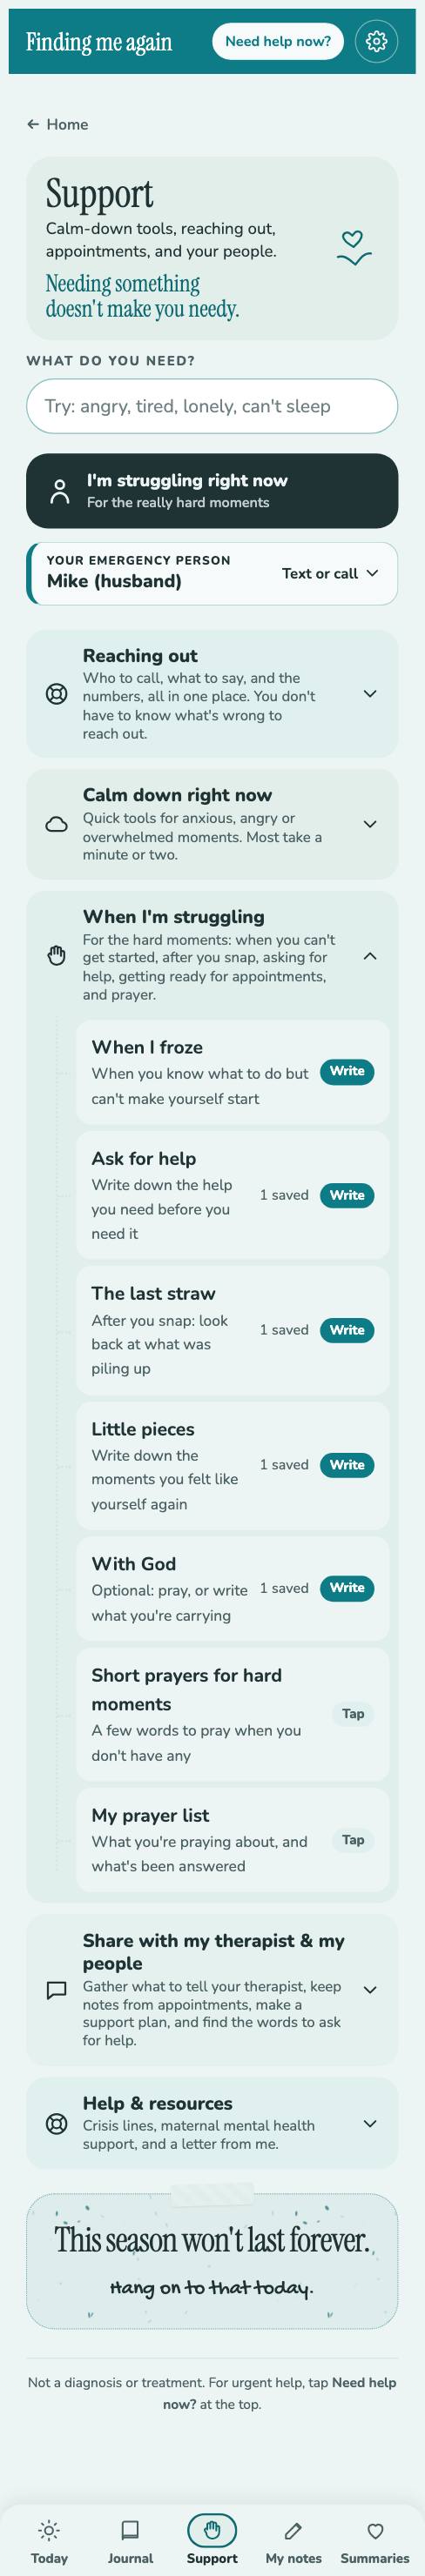 Finding me again
Need help now?
Home
Support
Calm-down tools, reaching out,
appointments, and your people.
Needing something
doesn't make you needy.
WHAT DO YOU NEED?
Try: angry, tired, lonely, can't sleep
I'm struggling right now
For the really hard moments
YOUR EMERGENCY PERSON
Mike (husband)
Text or call
Reaching out
Who to call, what to say, and the
numbers, all in one place. You don't
have to know what's wrong to
reach out.
Calm down right now
Quick tools for anxious, angry or
overwhelmed moments. Most take a
minute or two.
When I'm struggling
For the hard moments: when you can't
get started, after you snap, asking for
help, getting ready for appointments,
and prayer.
When I froze
When you know what to do but
can't make yourself start
Write
Ask for help
Write down the help
you need before you
need it
1 saved
Write
The last straw
After you snap: look
back at what was
piling up
1 saved
Write
Little pieces
Write down the
moments you felt like
yourself again
1 saved
Write
With God
Optional: pray, or write
what you're carrying
1 saved
Write
Short prayers for hard
moments
A few words to pray when you
don't have any
Tap
My prayer list
What you're praying about, and
what's been answered
Tap
Share with my therapist & my
people
Gather what to tell your therapist, keep
notes from appointments, make a
support plan, and find the words to ask
for help.
Help & resources
Crisis lines, maternal mental health
support, and a letter from me.
This season won't last forever.
Hang on to that today.
Not a diagnosis or treatment. For urgent help, tap Need help
now? at the top.
Today
Journal
Support
My notes
Summaries